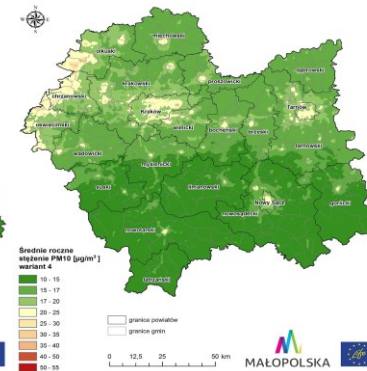 miechowski
olkuski
dąbrowski
proszowicki
krakowski
chrzanowski
Tarnów
Kraków
oświęcimski
wielicki
bocheński
brzeski
tarnowski
wadowicki
myślenicki
suski
limanowski
Nowy Sącz
gorlicki
nowosądecki
nowotarski
tatrzański
Średnie roczne
stężenie PM10 [µg/m³]
wariant 4
10 - 15
15 - 17
17 - 20
20 - 25
25 - 30
30 - 35
35 - 40
40 - 50
50 - 55
granica powiatów
granica gmin
0 12,5 25 50 km
MAŁOPOLSKA